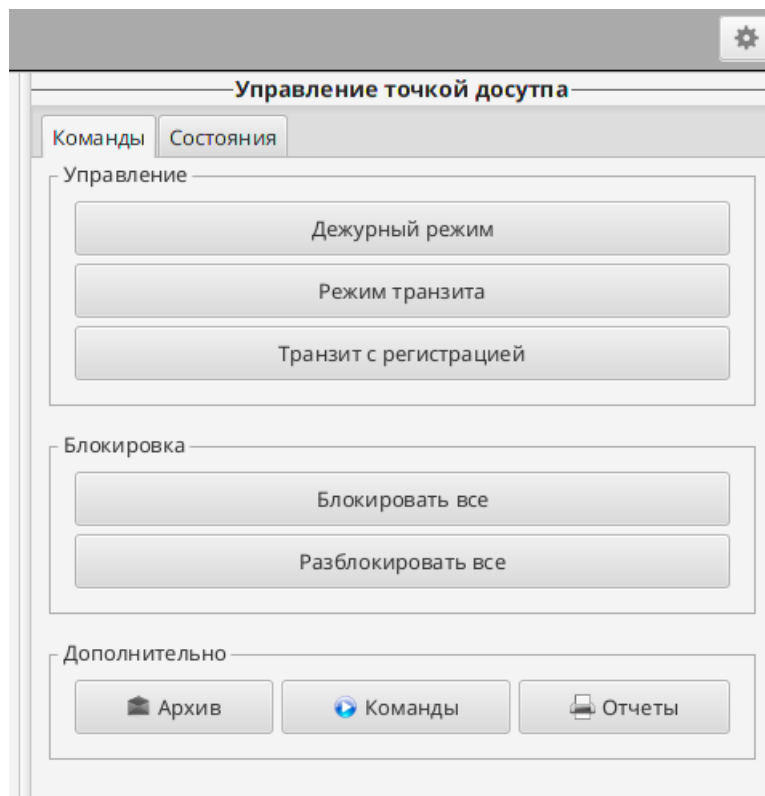 Управление точкой досутпа
Команды Состояния
Управление
Дежурный режим
Режим транзита
Транзит с регистрацией
Блокировка
Блокировать все
Разблокировать все
Дополнительно
Архив Команды Отчеты